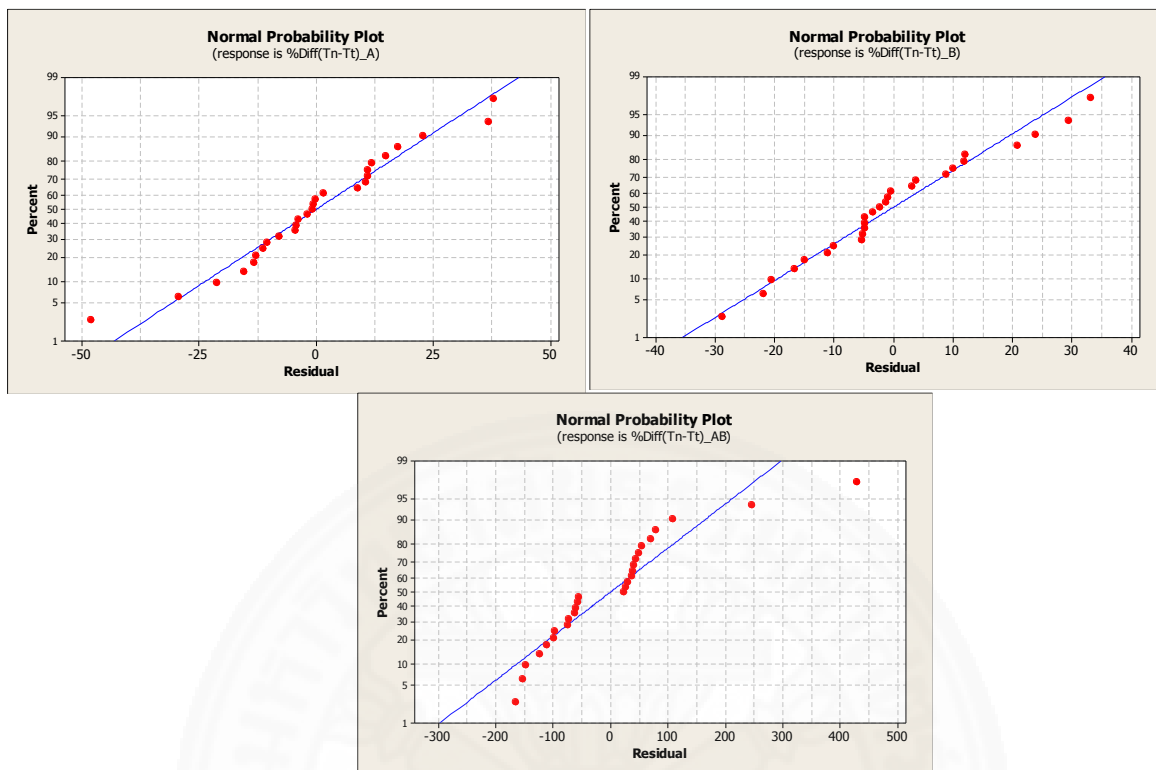 Normal Probability Plot
(response is %Diff(Tn-Tt)_A)
99
95
90
80
70
60
50
40
30
20
10
5
1
Percent
-50 -25 0 25 50
Residual
Normal Probability Plot
(response is %Diff(Tn-Tt)_B)
99
95
90
80
70
60
50
40
30
20
10
5
1
Percent
-40 -30 -20 -10 0 10 20 30 40
Residual
Normal Probability Plot
(response is %Diff(Tn-Tt)_AB)
99
95
90
80
70
60
50
40
30
20
10
5
1
Percent
-300 -200 -100 0 100 200 300 400 500
Residual